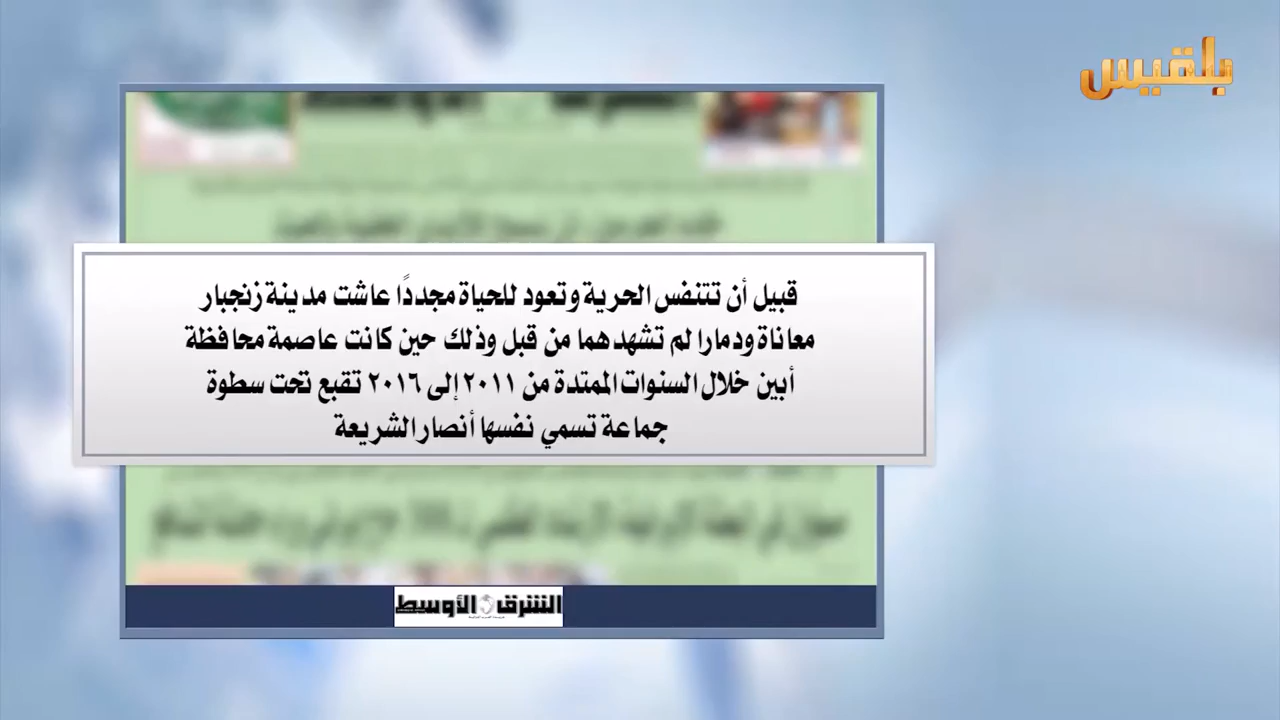 بلقيس
قبيل أن تتنفس الحرية وتعود للحياة مجددًا عاشت مدينة زنجبار
معاناة ودمارا لم تشهدهما من قبل وذلك حين كانت عاصمة محافظة
أبين خلال السنوات الممتدة من ٢٠١١ إلى ٢٠١٦ تقبع تحت سطوة
جماعة تسمي نفسها أنصار الشريعة
الشرق الأوسط